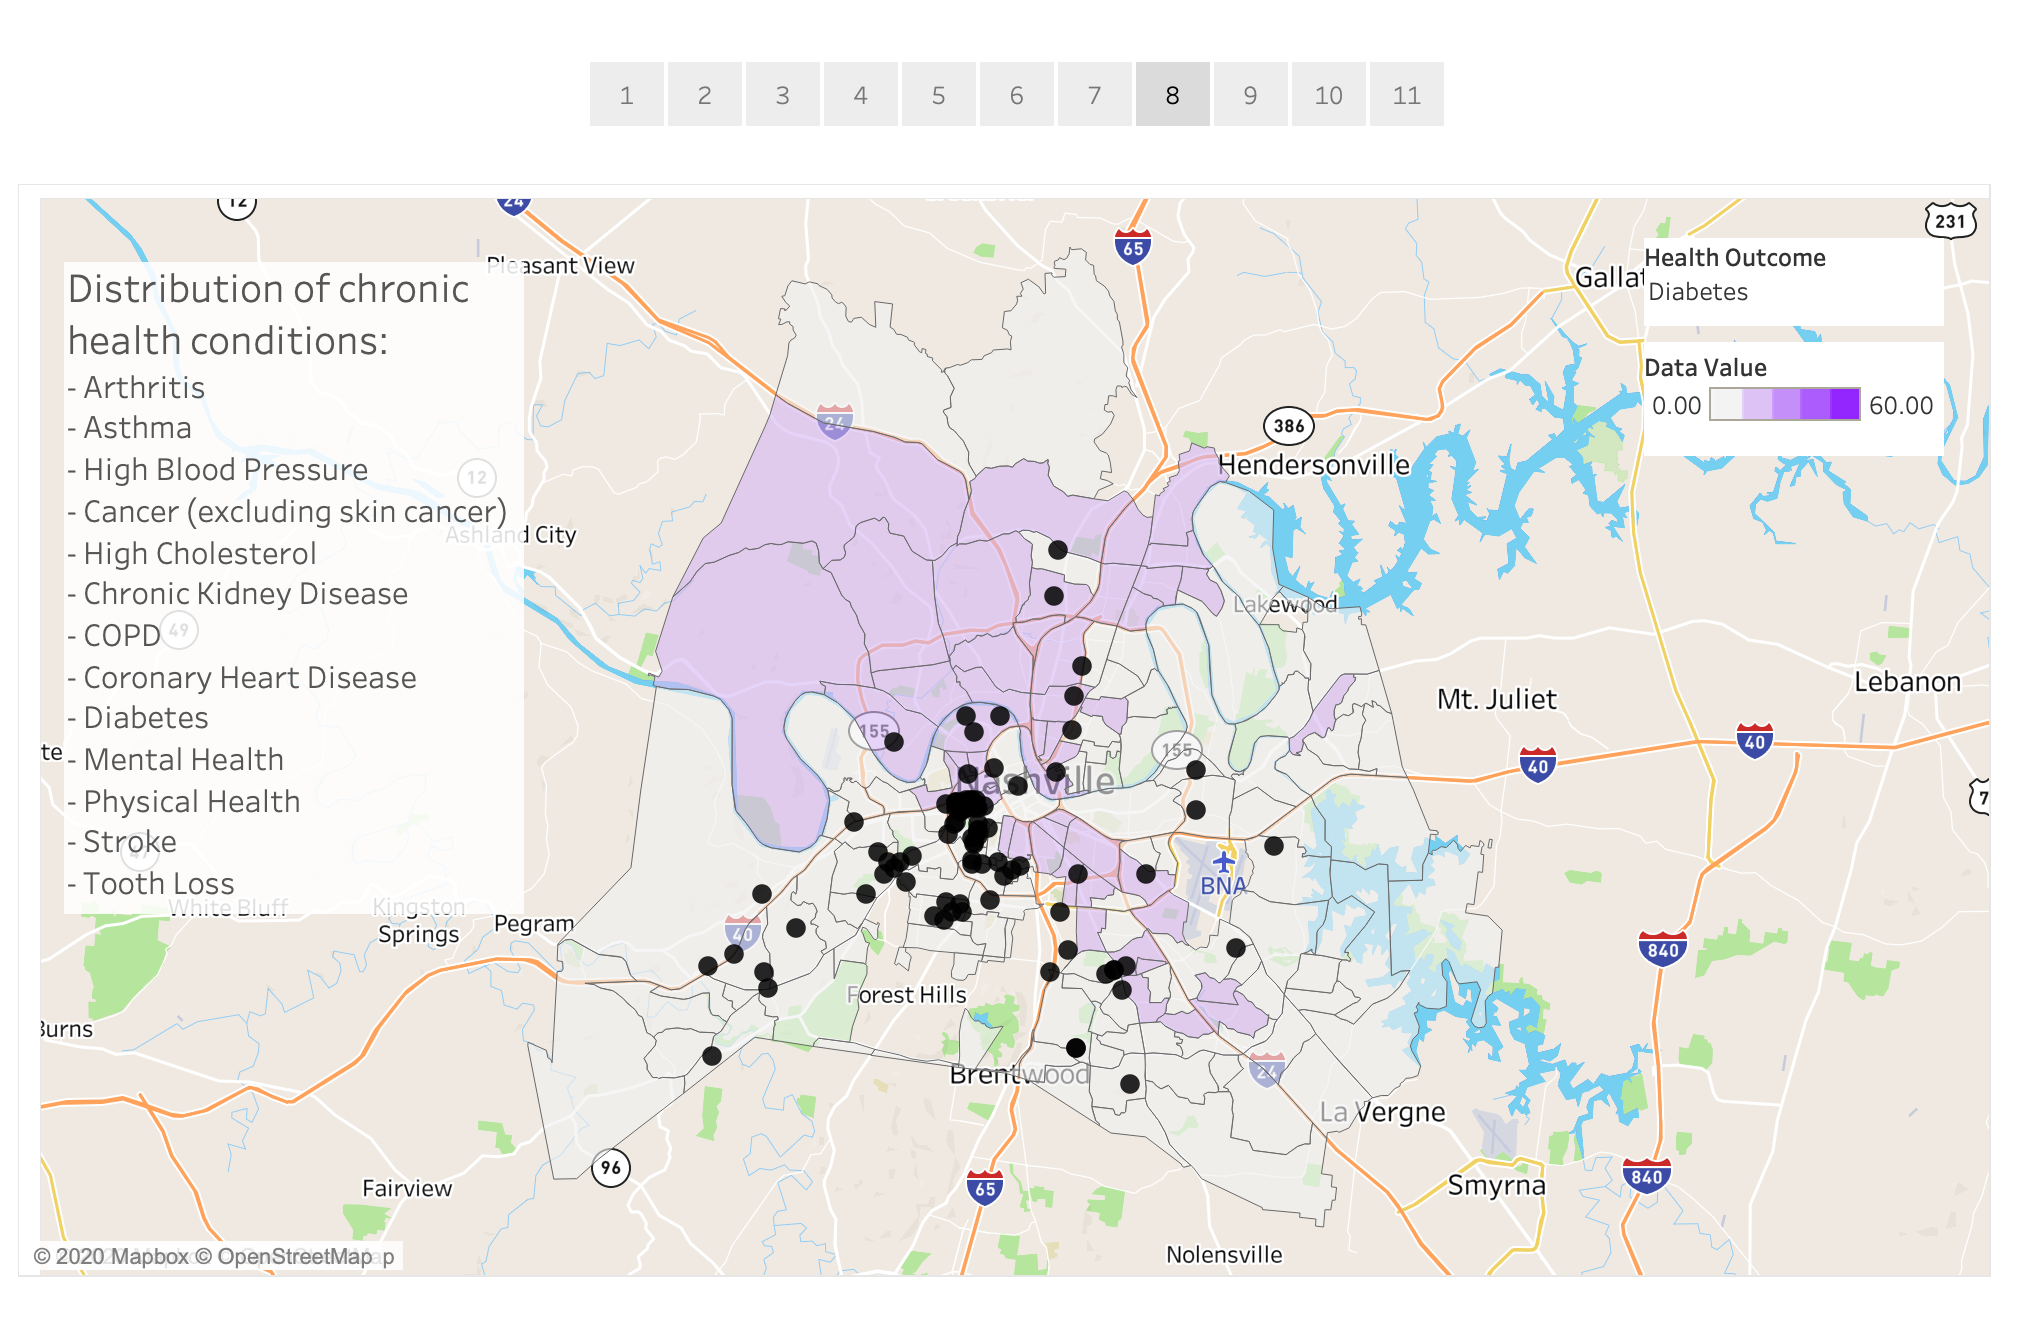 1 2 3 4 5 6 7 8 9 10 11
12
24
65
231
Pleasant View
Health Outcome
Diabetes
Gallat
Distribution of chronic
health conditions:
Data Value
0.00 60.00
- Arthritis
- Asthma
24
386
- High Blood Pressure
12
Hendersonville
- Cancer (excluding skin cancer)
Ashland City
- High Cholesterol
- Chronic Kidney Disease
Lakewood
- COPD
49
- Coronary Heart Disease
Lebanon
Mt. Juliet
- Diabetes
155
155
40
40
te
- Mental Health
Nashville
7
- Physical Health
- Stroke
47
BNA
- Tooth Loss
White Bluff
Kingston
Springs
Pegram
40
840
Forest Hills
Burns
Brentwood
24
La Vergne
96
Fairview
65
Smyrna
840
Nolensville
© 2020 Mapbox © OpenStreetMap